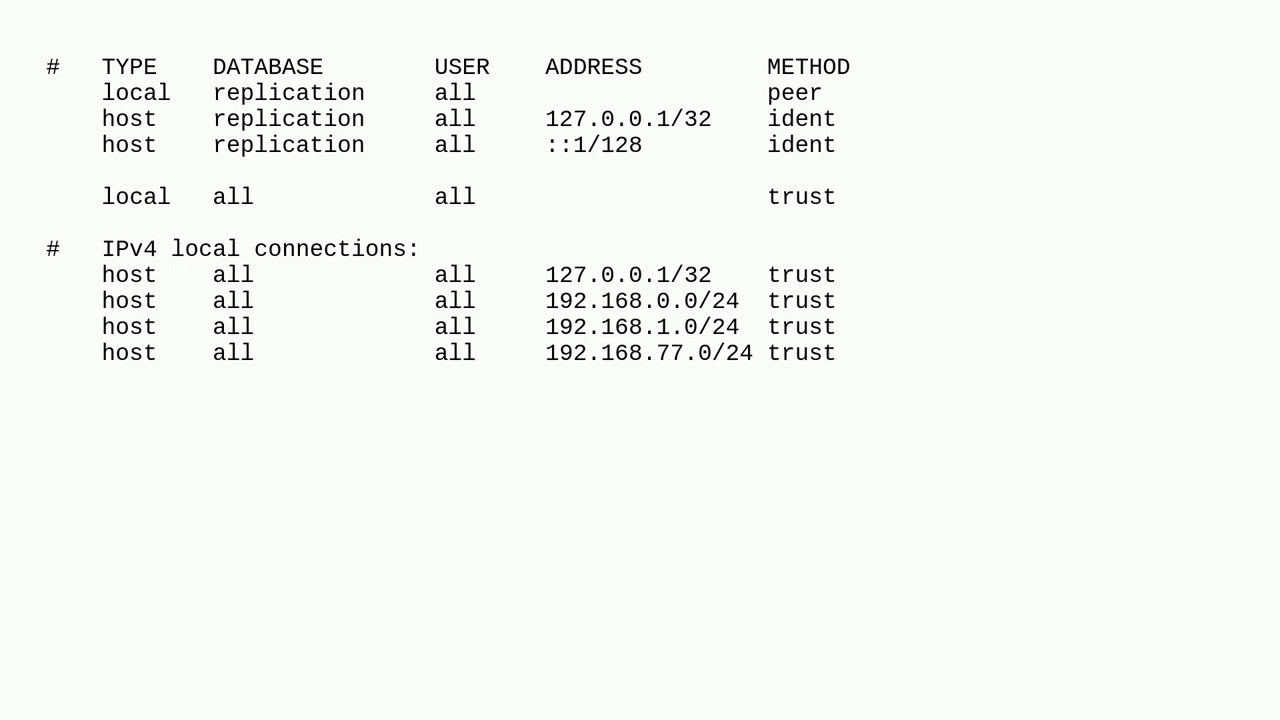 #   TYPE    DATABASE        USER    ADDRESS         METHOD
    local   replication     all                     peer
    host    replication     all     127.0.0.1/32    ident
    host    replication     all     ::1/128         ident
    local   all             all                     trust
#   IPv4 local connections:
    host    all             all     127.0.0.1/32    trust
    host    all             all     192.168.0.0/24  trust
    host    all             all     192.168.1.0/24  trust
    host    all             all     192.168.77.0/24 trust